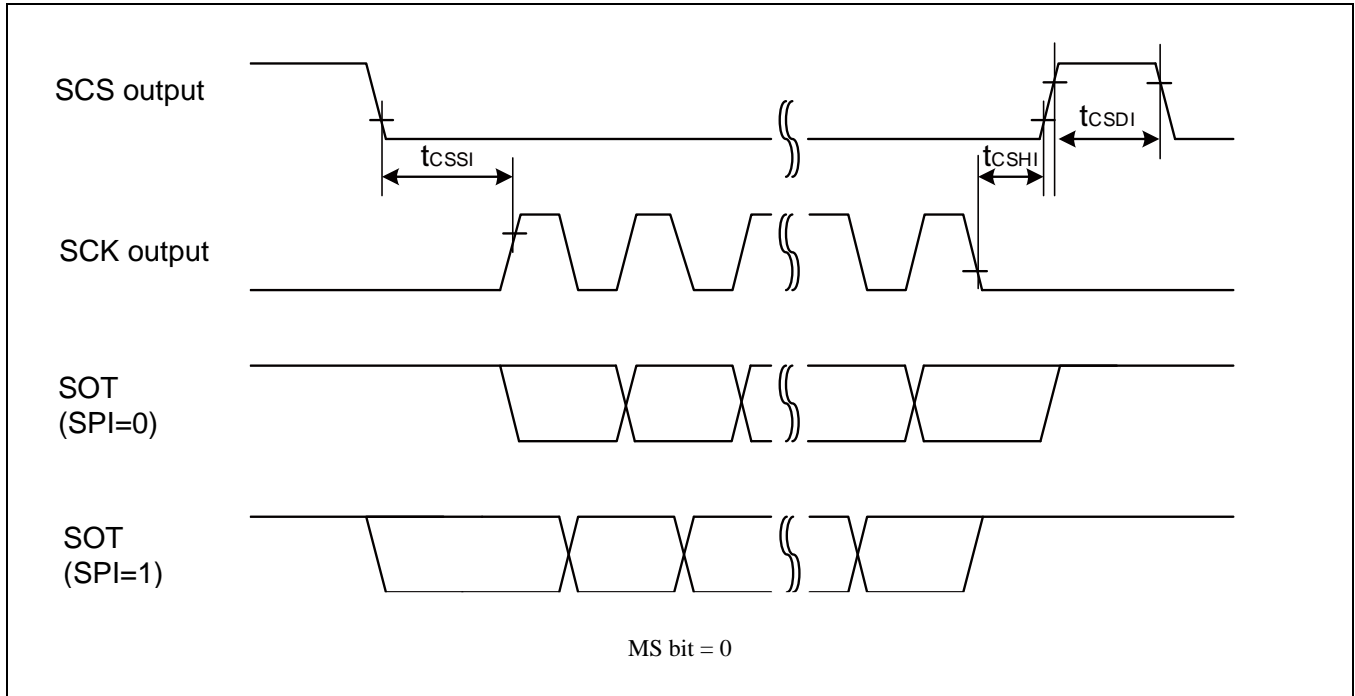 SCS output
tCSDI
tCSSI
tCSHI
SCK output
SOT
(SPI=0)
SOT
(SPI=1)
MS bit = 0